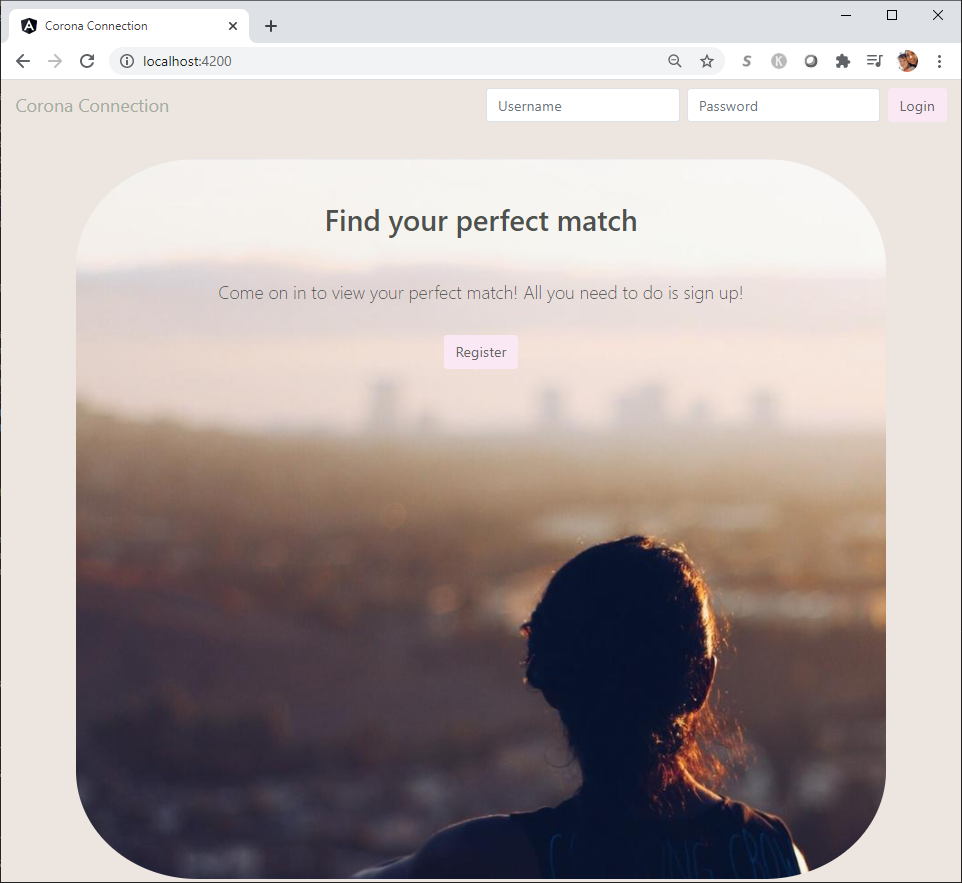 Corona Connection
localhost:4200
Corona Connection
Username
Password
Login
Find your perfect match
Come on in to view your perfect match! All you need to do is sign up!
Register